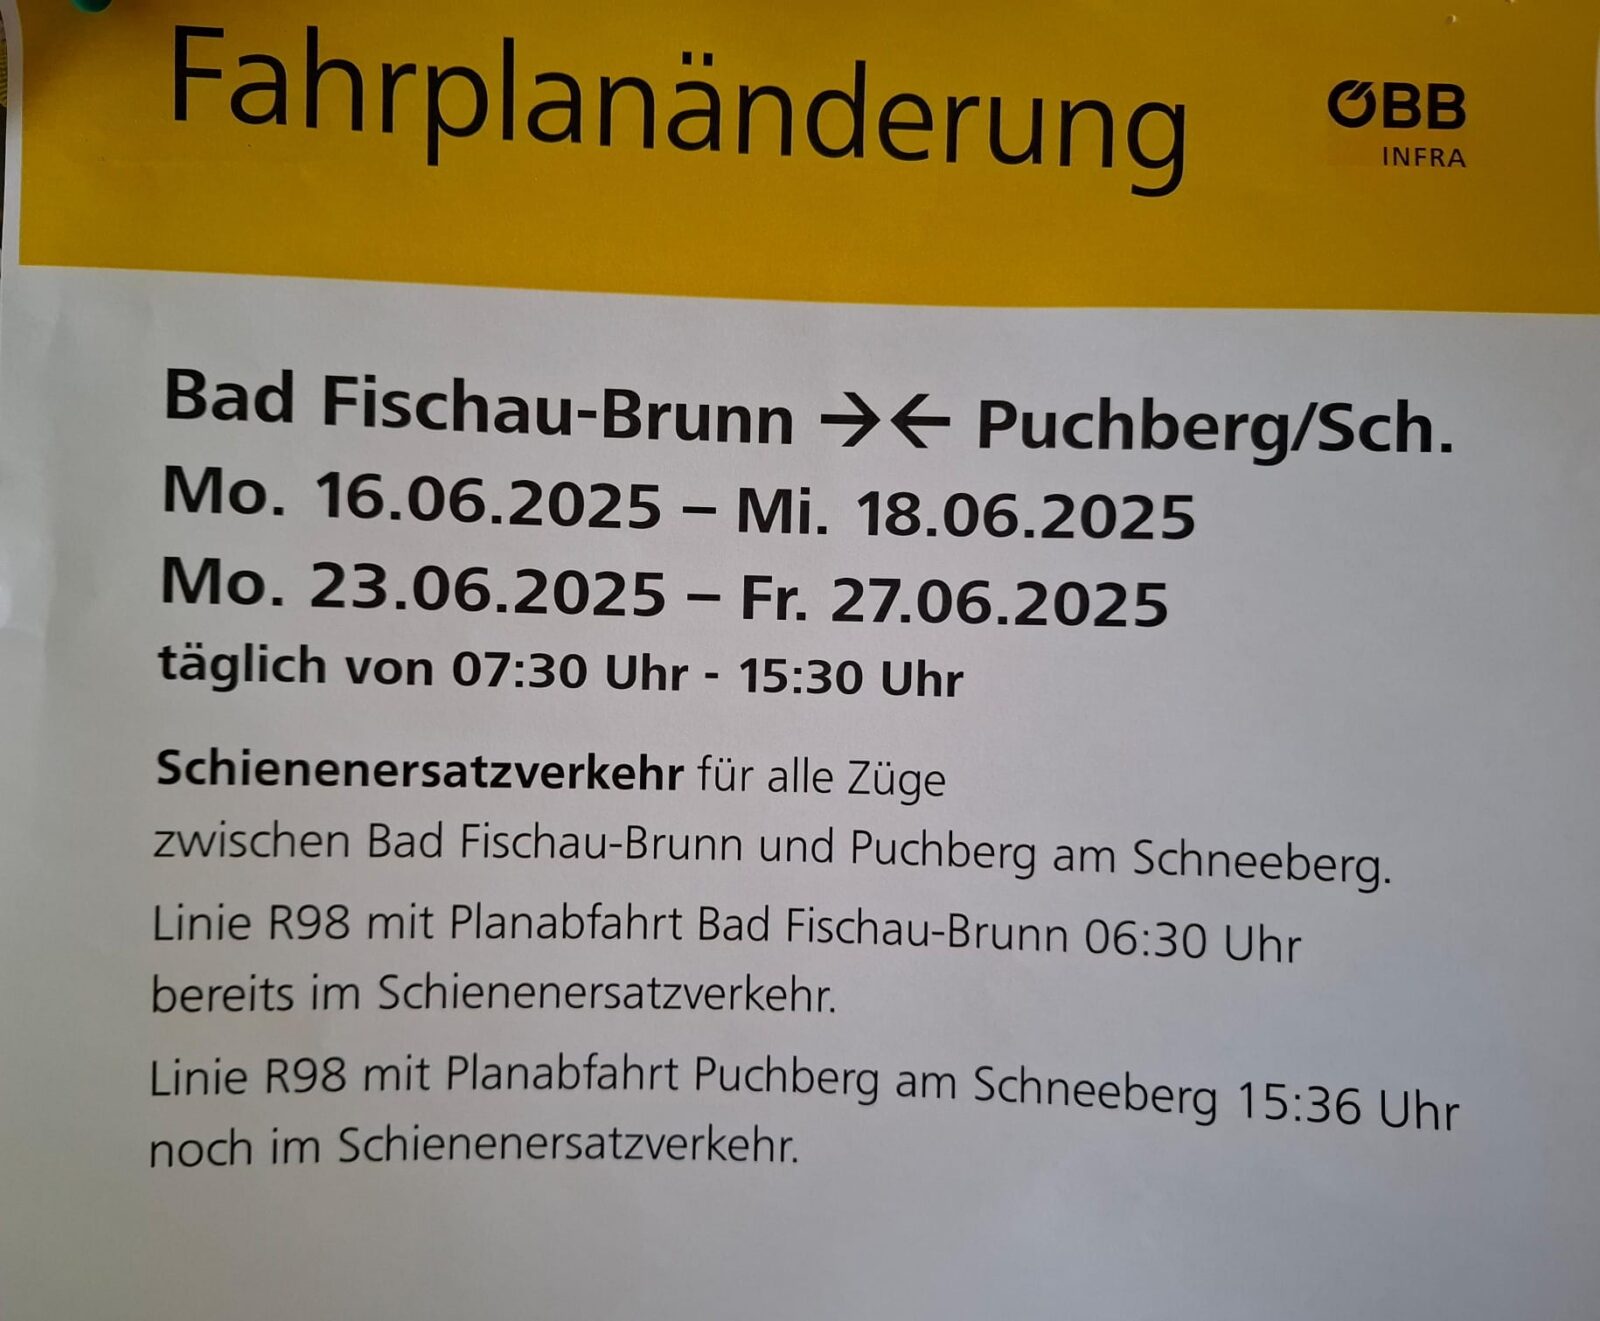 Fahrplanänderung
ÖBB
INFRA
Bad Fischau-Brunn →← Puchberg/Sch.
Mo. 16.06.2025 – Mi. 18.06.2025
Mo. 23.06.2025 – Fr. 27.06.2025
täglich von 07:30 Uhr - 15:30 Uhr
Schienenersatzverkehr für alle Züge
zwischen Bad Fischau-Brunn und Puchberg am Schneeberg.
Linie R98 mit Planabfahrt Bad Fischau-Brunn 06:30 Uhr
bereits im Schienenersatzverkehr.
Linie R98 mit Planabfahrt Puchberg am Schneeberg 15:36 Uhr
noch im Schienenersatzverkehr.